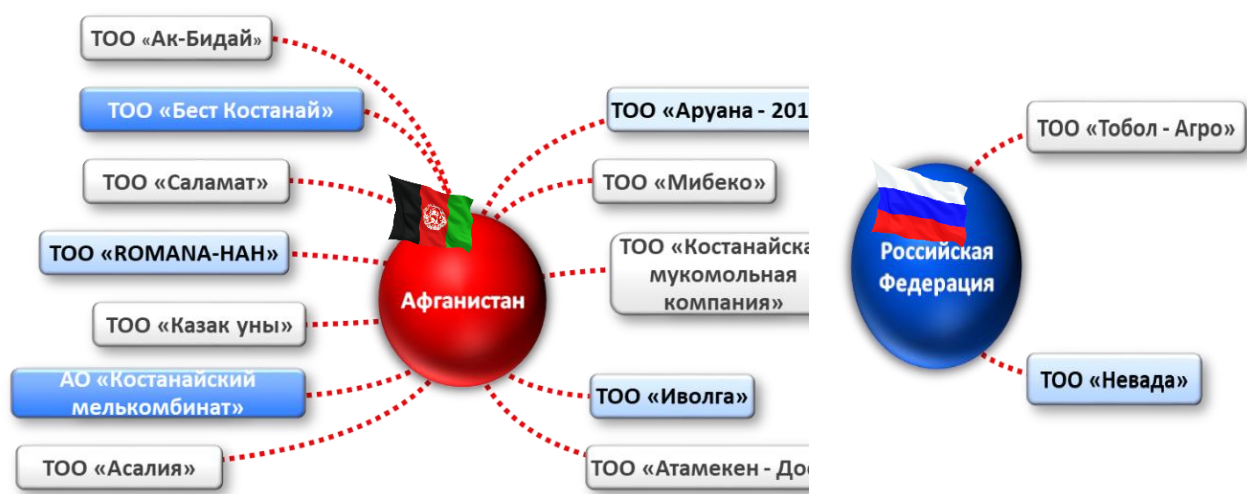 ТОО «Ак-Бидай»
ТОО «Бест Костанай»
ТОО «Саламат»
ТОО «ROMANA-НАН»
ТОО «Казак уны»
АО «Костанайский
мелькомбинат»
ТОО «Асалия»
Афганистан
ТОО «Аруана - 201
ТОО «Мибеко»
ТОО «Костанайска
мукомольная
компания»
ТОО «Иволга»
ТОО «Атамекен - До
ТОО «Тобол - Агро»
Российская
Федерация
ТОО «Невада»